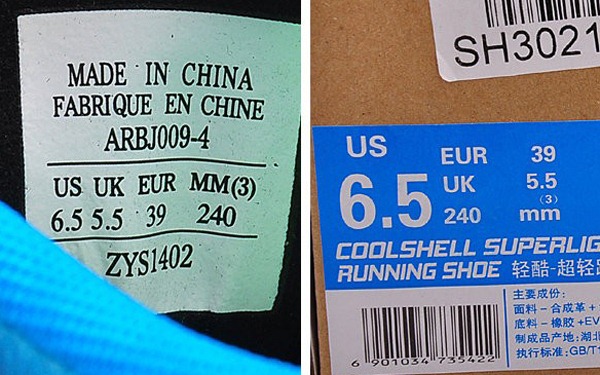 MADE IN CHINA
FABRIQUE EN CHINE
ARBJ009-4
US UK EUR MM(3)
6.5 5.5 39 240
ZYS1402
SH3021
US
6.5
EUR 39
UK 5.5
(3)
240 mm
COOLSHELL SUPERLIG
RUNNING SHOE 轻酷-超轻跑
主要成份:
面料-合成革+
底料-橡胶+EV
制成品产地:湖北
执行标准:GB/T1
6 901034 735422